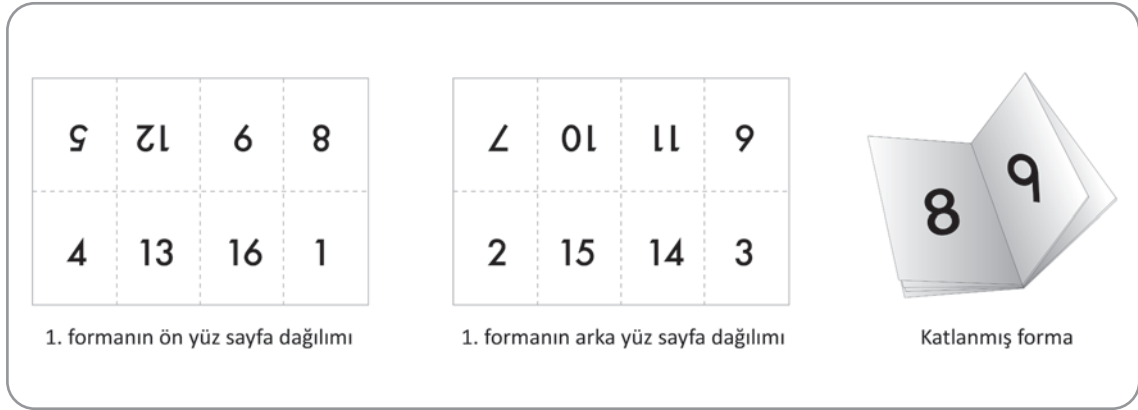 5 12 9 8
4 13 16 1
7 10 11 6
2 15 14 3
8 9
1. formanın ön yüz sayfa dağılımı
1. formanın arka yüz sayfa dağılımı
Katlanmış forma